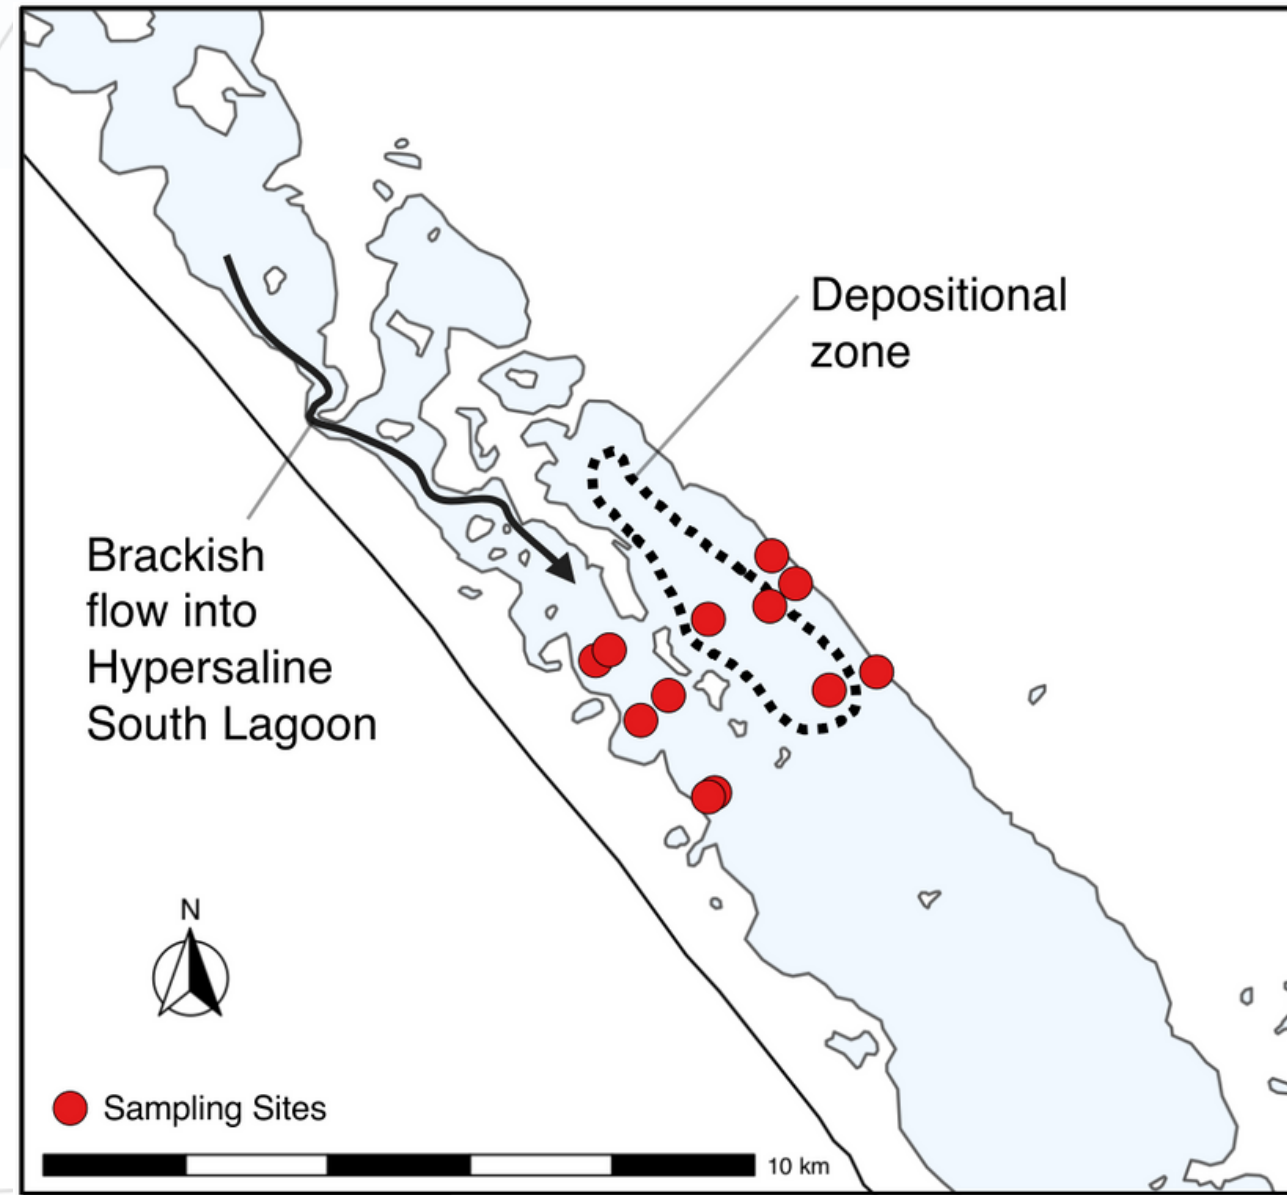 Depositional
zone
Brackish
flow into
Hypersaline
South Lagoon
N
Sampling Sites
10 km